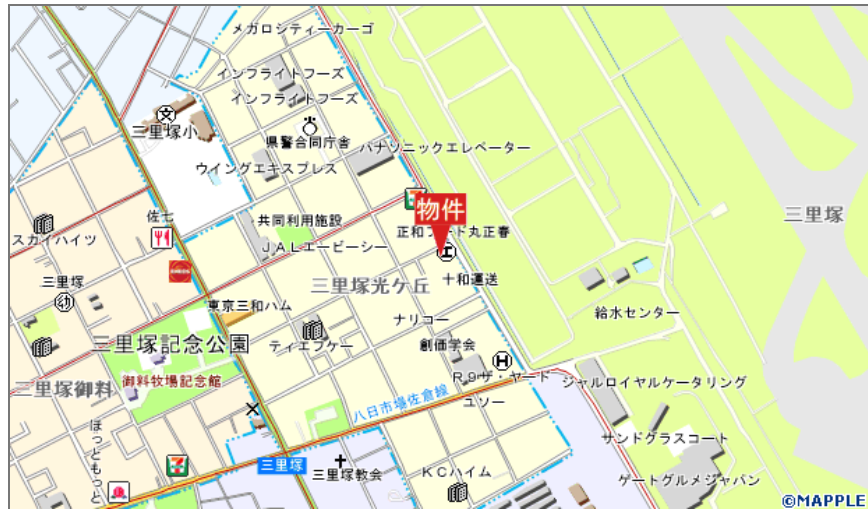 メガロシティーカーゴ
インフライトフーズ
インフライトフーズ
文
三里塚小
県警合同庁舎
パナソニックエレベーター
ウイングエキスプレス
7
物件
佐七
共同利用施設
正和フード丸正春
三里塚
スカイハイツ
JALエービーシー
三里塚
三里塚光ケ丘
十和運送
幼
東京三和ハム
ナリコー
給水センター
三里塚記念公園
ティエフケー
創価学会
三里塚御料
御料牧場記念館
H
R9ザ・ヤード
ジャルロイヤルケータリング
八日市場佐倉線
ユソー
ほっともっと
サンドグラスコート
7
三里塚
三里塚教会
KCハイム
ゲートグルメジャパン
©MAPPLE